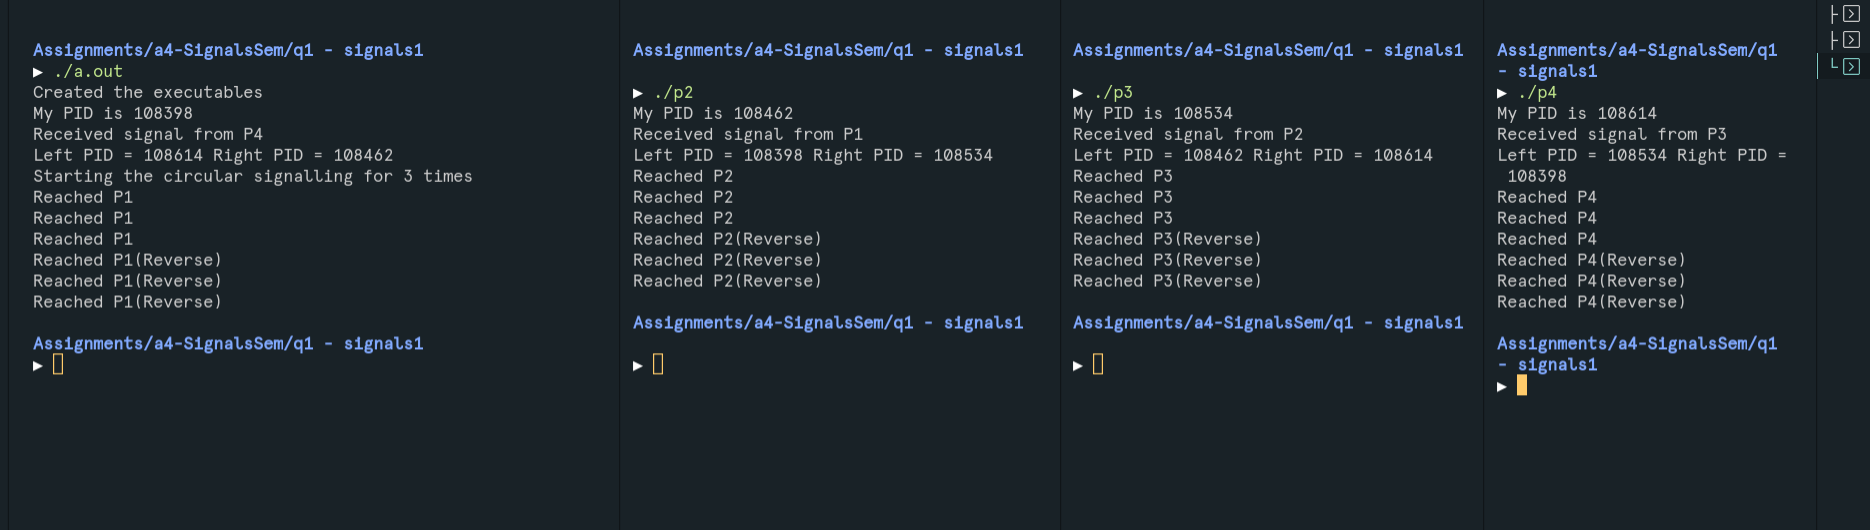 Assignments/a4-SignalsSem/q1 - signals1
▶ ./a.out
Created the executables
My PID is 108398
Received signal from P4
Left PID = 108614 Right PID = 108462
Starting the circular signalling for 3 times
Reached P1
Reached P1
Reached P1
Reached P1(Reverse)
Reached P1(Reverse)
Reached P1(Reverse)
Assignments/a4-SignalsSem/q1 - signals1
▶
Assignments/a4-SignalsSem/q1 - signals1
▶ ./p2
My PID is 108462
Received signal from P1
Left PID = 108398 Right PID = 108534
Reached P2
Reached P2
Reached P2
Reached P2(Reverse)
Reached P2(Reverse)
Reached P2(Reverse)
Assignments/a4-SignalsSem/q1 - signals1
▶
Assignments/a4-SignalsSem/q1 - signals1
▶ ./p3
My PID is 108534
Received signal from P2
Left PID = 108462 Right PID = 108614
Reached P3
Reached P3
Reached P3
Reached P3(Reverse)
Reached P3(Reverse)
Reached P3(Reverse)
Assignments/a4-SignalsSem/q1 - signals1
▶
Assignments/a4-SignalsSem/q1
- signals1
▶ ./p4
My PID is 108614
Received signal from P3
Left PID = 108534 Right PID =
108398
Reached P4
Reached P4
Reached P4
Reached P4(Reverse)
Reached P4(Reverse)
Reached P4(Reverse)
Assignments/a4-SignalsSem/q1
- signals1
▶